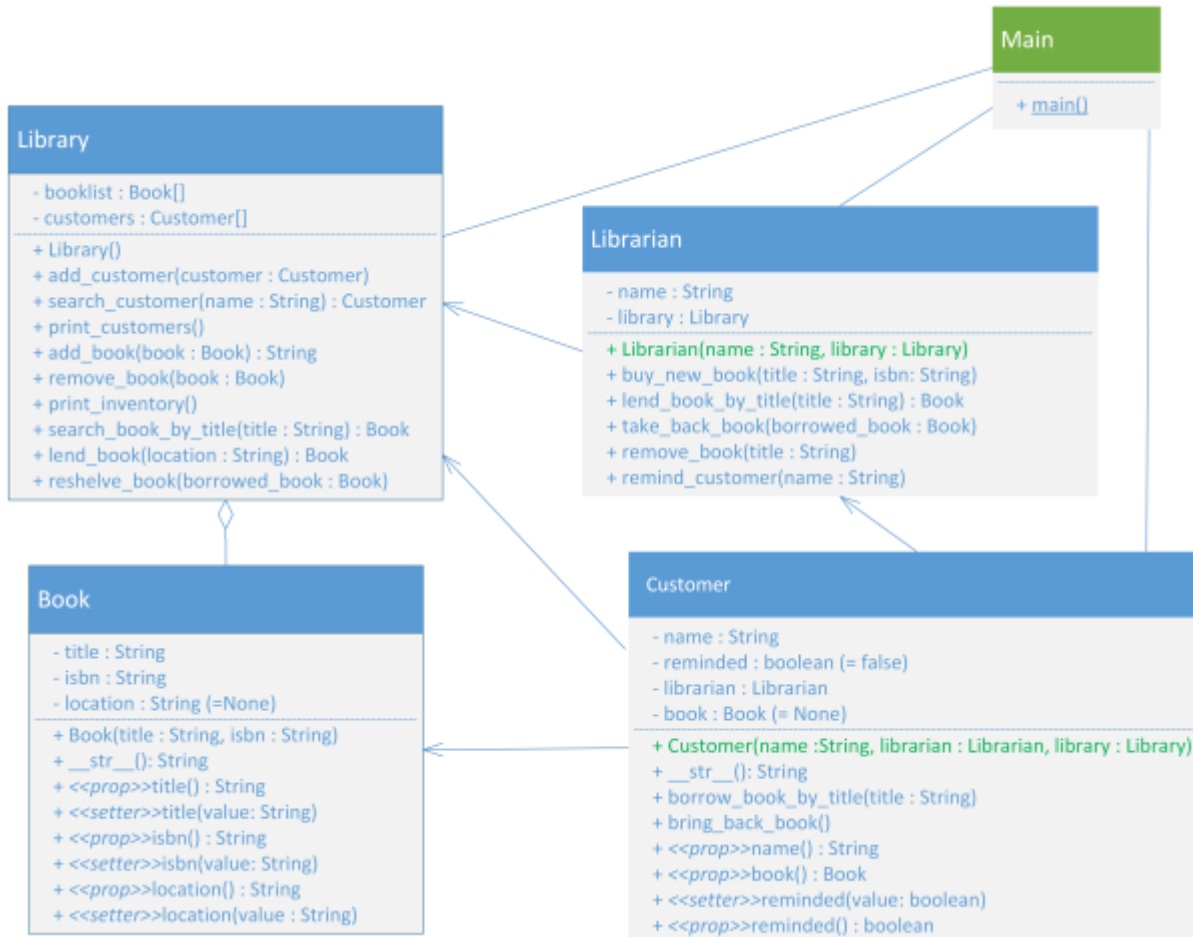 Main
+ main()
Library
- booklist : Book[]
- customers : Customer[]
+ Library()
+ add_customer(customer : Customer)
+ search_customer(name : String) : Customer
+ print_customers()
+ add_book(book : Book) : String
+ remove_book(book : Book)
+ print_inventory()
+ search_book_by_title(title : String) : Book
+ lend_book(location : String) : Book
+ reshelve_book(borrowed_book : Book)
Librarian
- name : String
- library : Library
+ Librarian(name : String, library : Library)
+ buy_new_book(title : String, isbn: String)
+ lend_book_by_title(title : String) : Book
+ take_back_book(borrowed_book : Book)
+ remove_book(title : String)
+ remind_customer(name : String)
Book
- title : String
- isbn : String
- location : String (=None)
+ Book(title : String, isbn : String)
+ __str__(): String
+ <<prop>>title() : String
+ <<setter>>title(value: String)
+ <<prop>>isbn() : String
+ <<setter>>isbn(value: String)
+ <<prop>>location() : String
+ <<setter>>location(value : String)
Customer
- name : String
- reminded : boolean (= false)
- librarian : Librarian
- book : Book (= None)
+ Customer(name :String, librarian : Librarian, library : Library)
+ __str__(): String
+ borrow_book_by_title(title : String)
+ bring_back_book()
+ <<prop>>name() : String
+ <<prop>>book() : Book
+ <<setter>>reminded(value: boolean)
+ <<prop>>reminded() : boolean